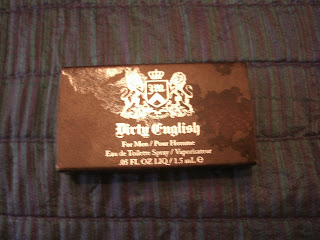 Dirty English
For Men / Pour Homme
Eau de Toilette Spray / Vaporisateur
.05 FL OZ LIQ / 1.5 mL e